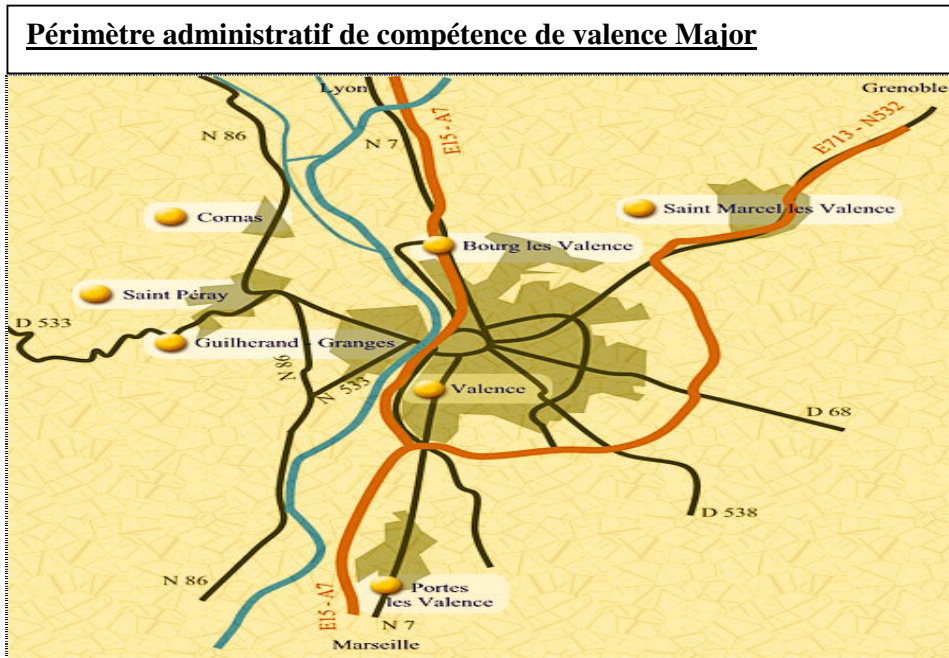 Périmètre administratif de compétence de valence Major
Lyon
Grenoble
N 86
N 7
E15 - A7
E713 - N532
Cornas
Saint Marcel les Valence
Bourg les Valence
Saint Péray
D 533
Guilherand - Granges
N 86
N 533
Valence
D 68
D 538
N 86
E15 - A7
Portes
les Valence
N 7
Marseille